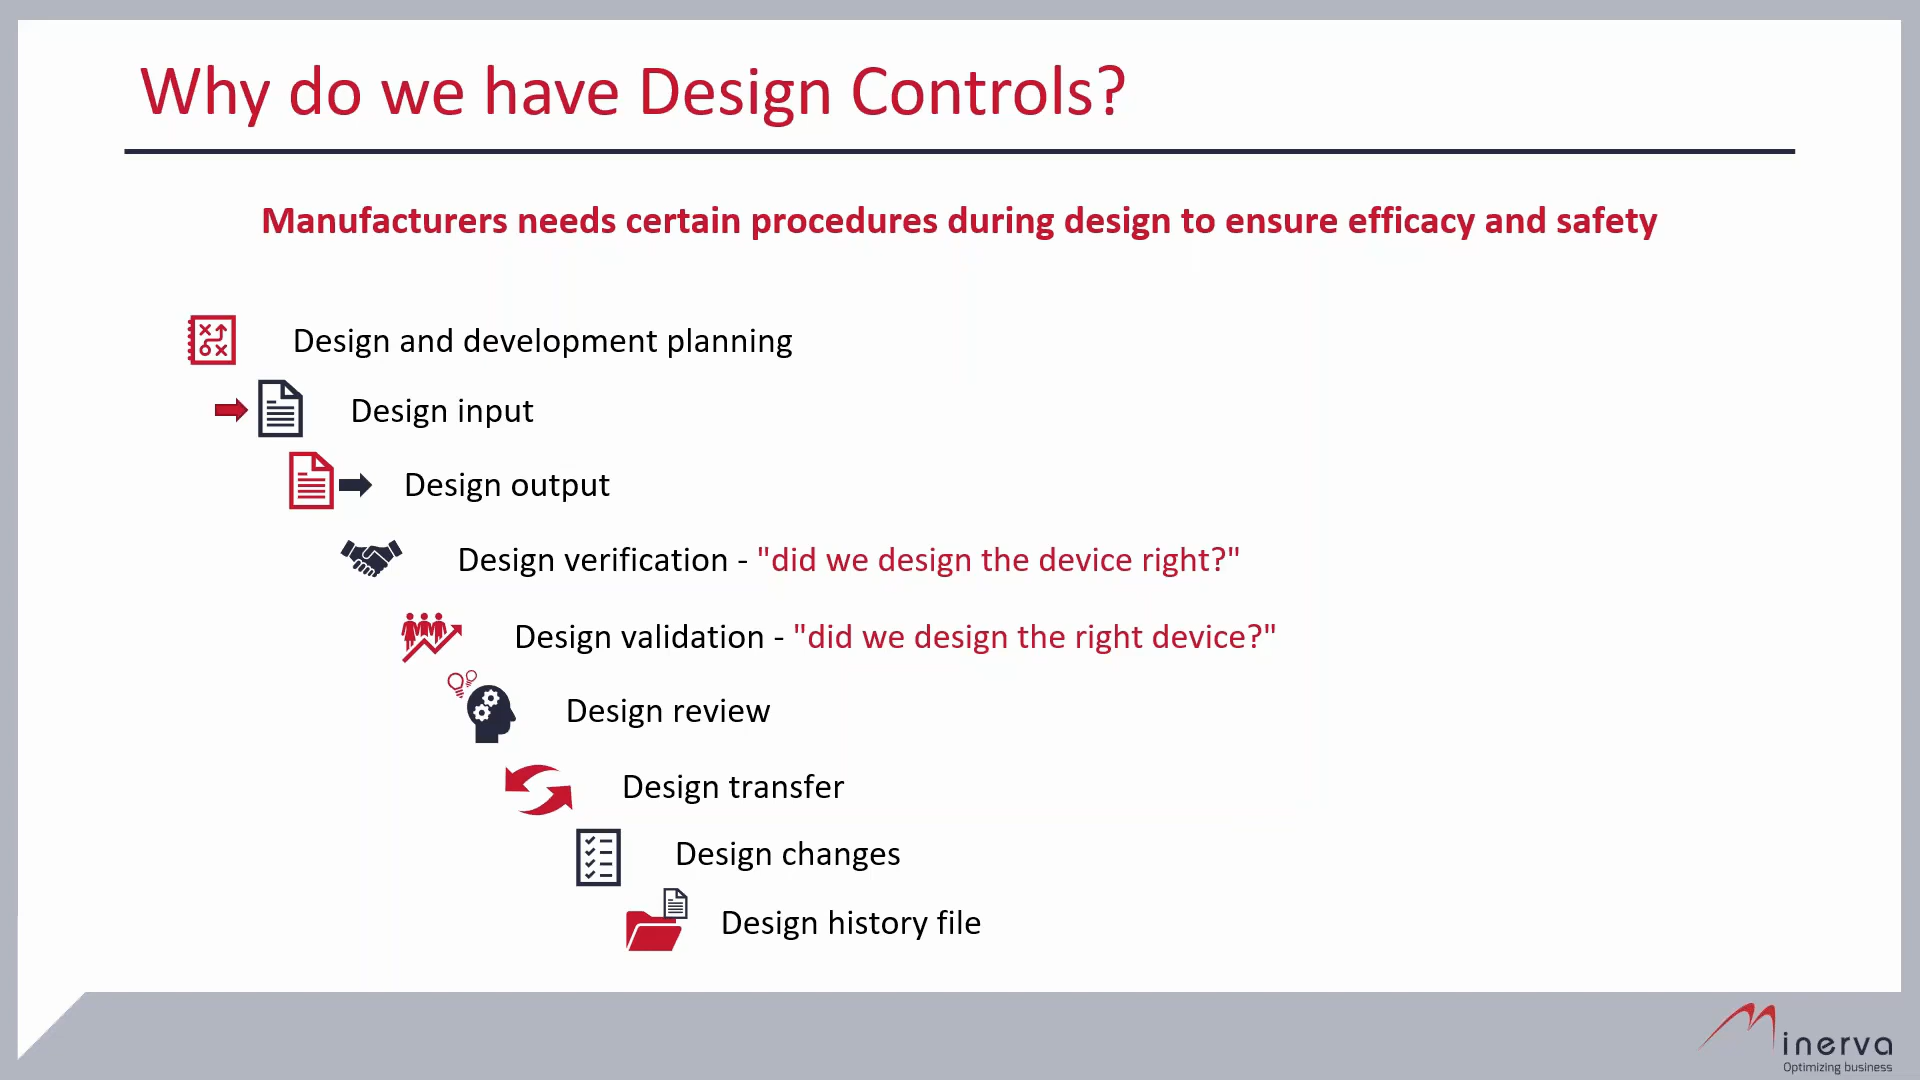 Why do we have Design Controls?
Manufacturers needs certain procedures during design to ensure efficacy and safety
Design and development planning
Design input
Design output
Design verification - "did we design the device right?"
Design validation - "did we design the right device?"
Design review
Design transfer
Design changes
Design history file
Minerva
Optimizing business